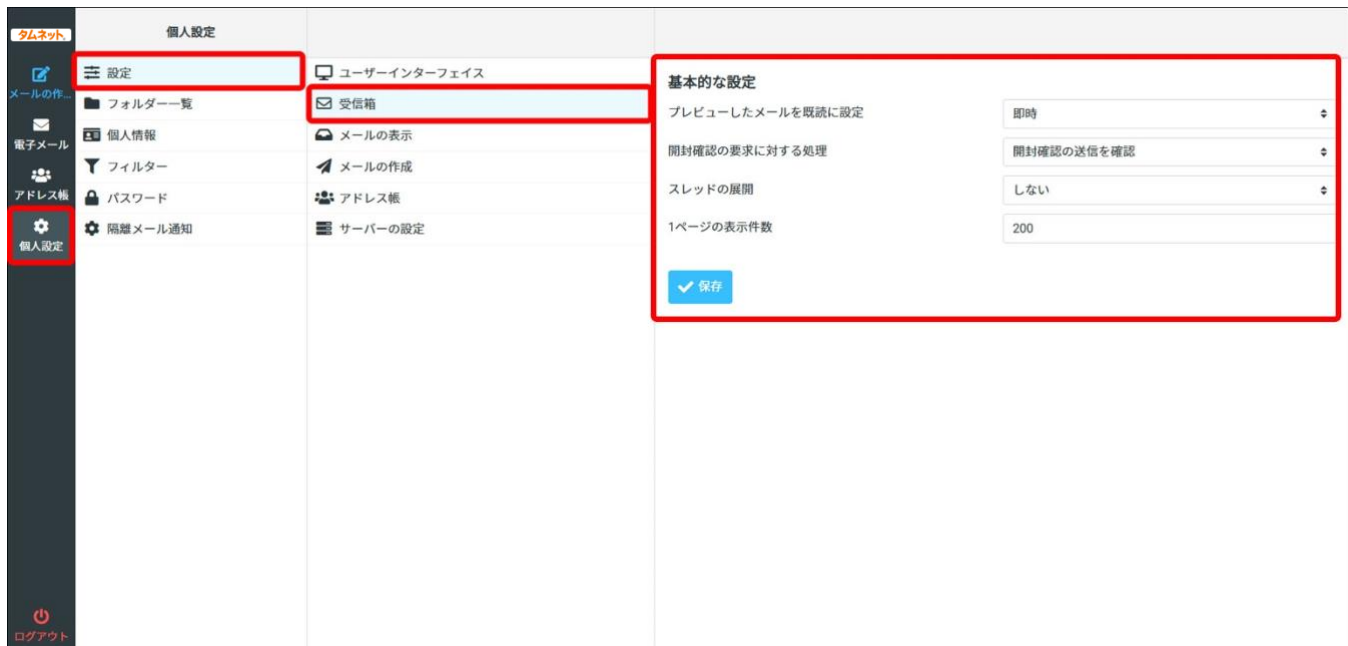 タムネット.
メールの作...
電子メール
アドレス帳
個人設定
ログアウト
個人設定
設定
フォルダー一覧
個人情報
フィルター
パスワード
隔離メール通知
ユーザーインターフェイス
受信箱
メールの表示
メールの作成
アドレス帳
サーバーの設定
基本的な設定
プレビューしたメールを既読に設定 即時
開封確認の要求に対する処理 開封確認の送信を確認
スレッドの展開 しない
1ページの表示件数 200
保存